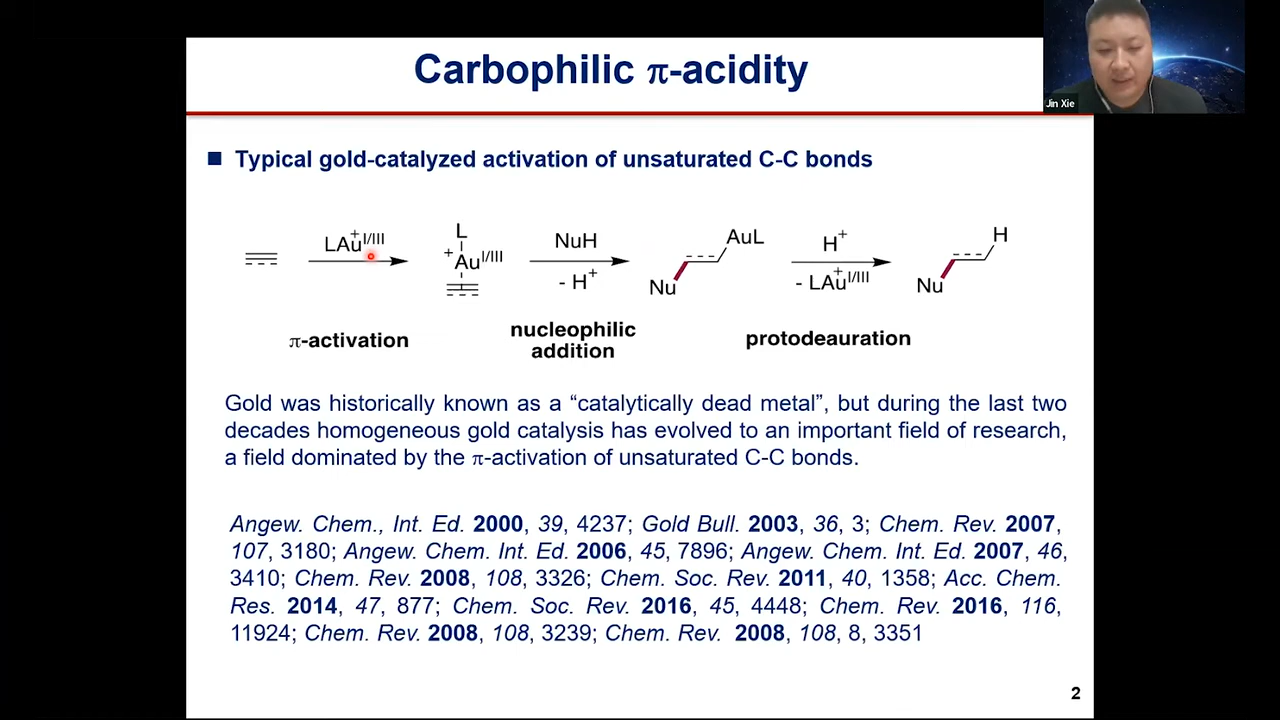 Carbophilic π-acidity
Jin Xie
■ Typical gold-catalyzed activation of unsaturated C-C bonds
LAu⁺I/III
L
⁺Au I/III
NuH
- H⁺
AuL
Nu
H⁺
- LAu⁺I/III
H
Nu
π-activation
nucleophilic
addition
protodeauration
Gold was historically known as a “catalytically dead metal”, but during the last two
decades homogeneous gold catalysis has evolved to an important field of research,
a field dominated by the π-activation of unsaturated C-C bonds.
Angew. Chem., Int. Ed. 2000, 39, 4237; Gold Bull. 2003, 36, 3; Chem. Rev. 2007,
107, 3180; Angew. Chem. Int. Ed. 2006, 45, 7896; Angew. Chem. Int. Ed. 2007, 46,
3410; Chem. Rev. 2008, 108, 3326; Chem. Soc. Rev. 2011, 40, 1358; Acc. Chem.
Res. 2014, 47, 877; Chem. Soc. Rev. 2016, 45, 4448; Chem. Rev. 2016, 116,
11924; Chem. Rev. 2008, 108, 3239; Chem. Rev. 2008, 108, 8, 3351
2